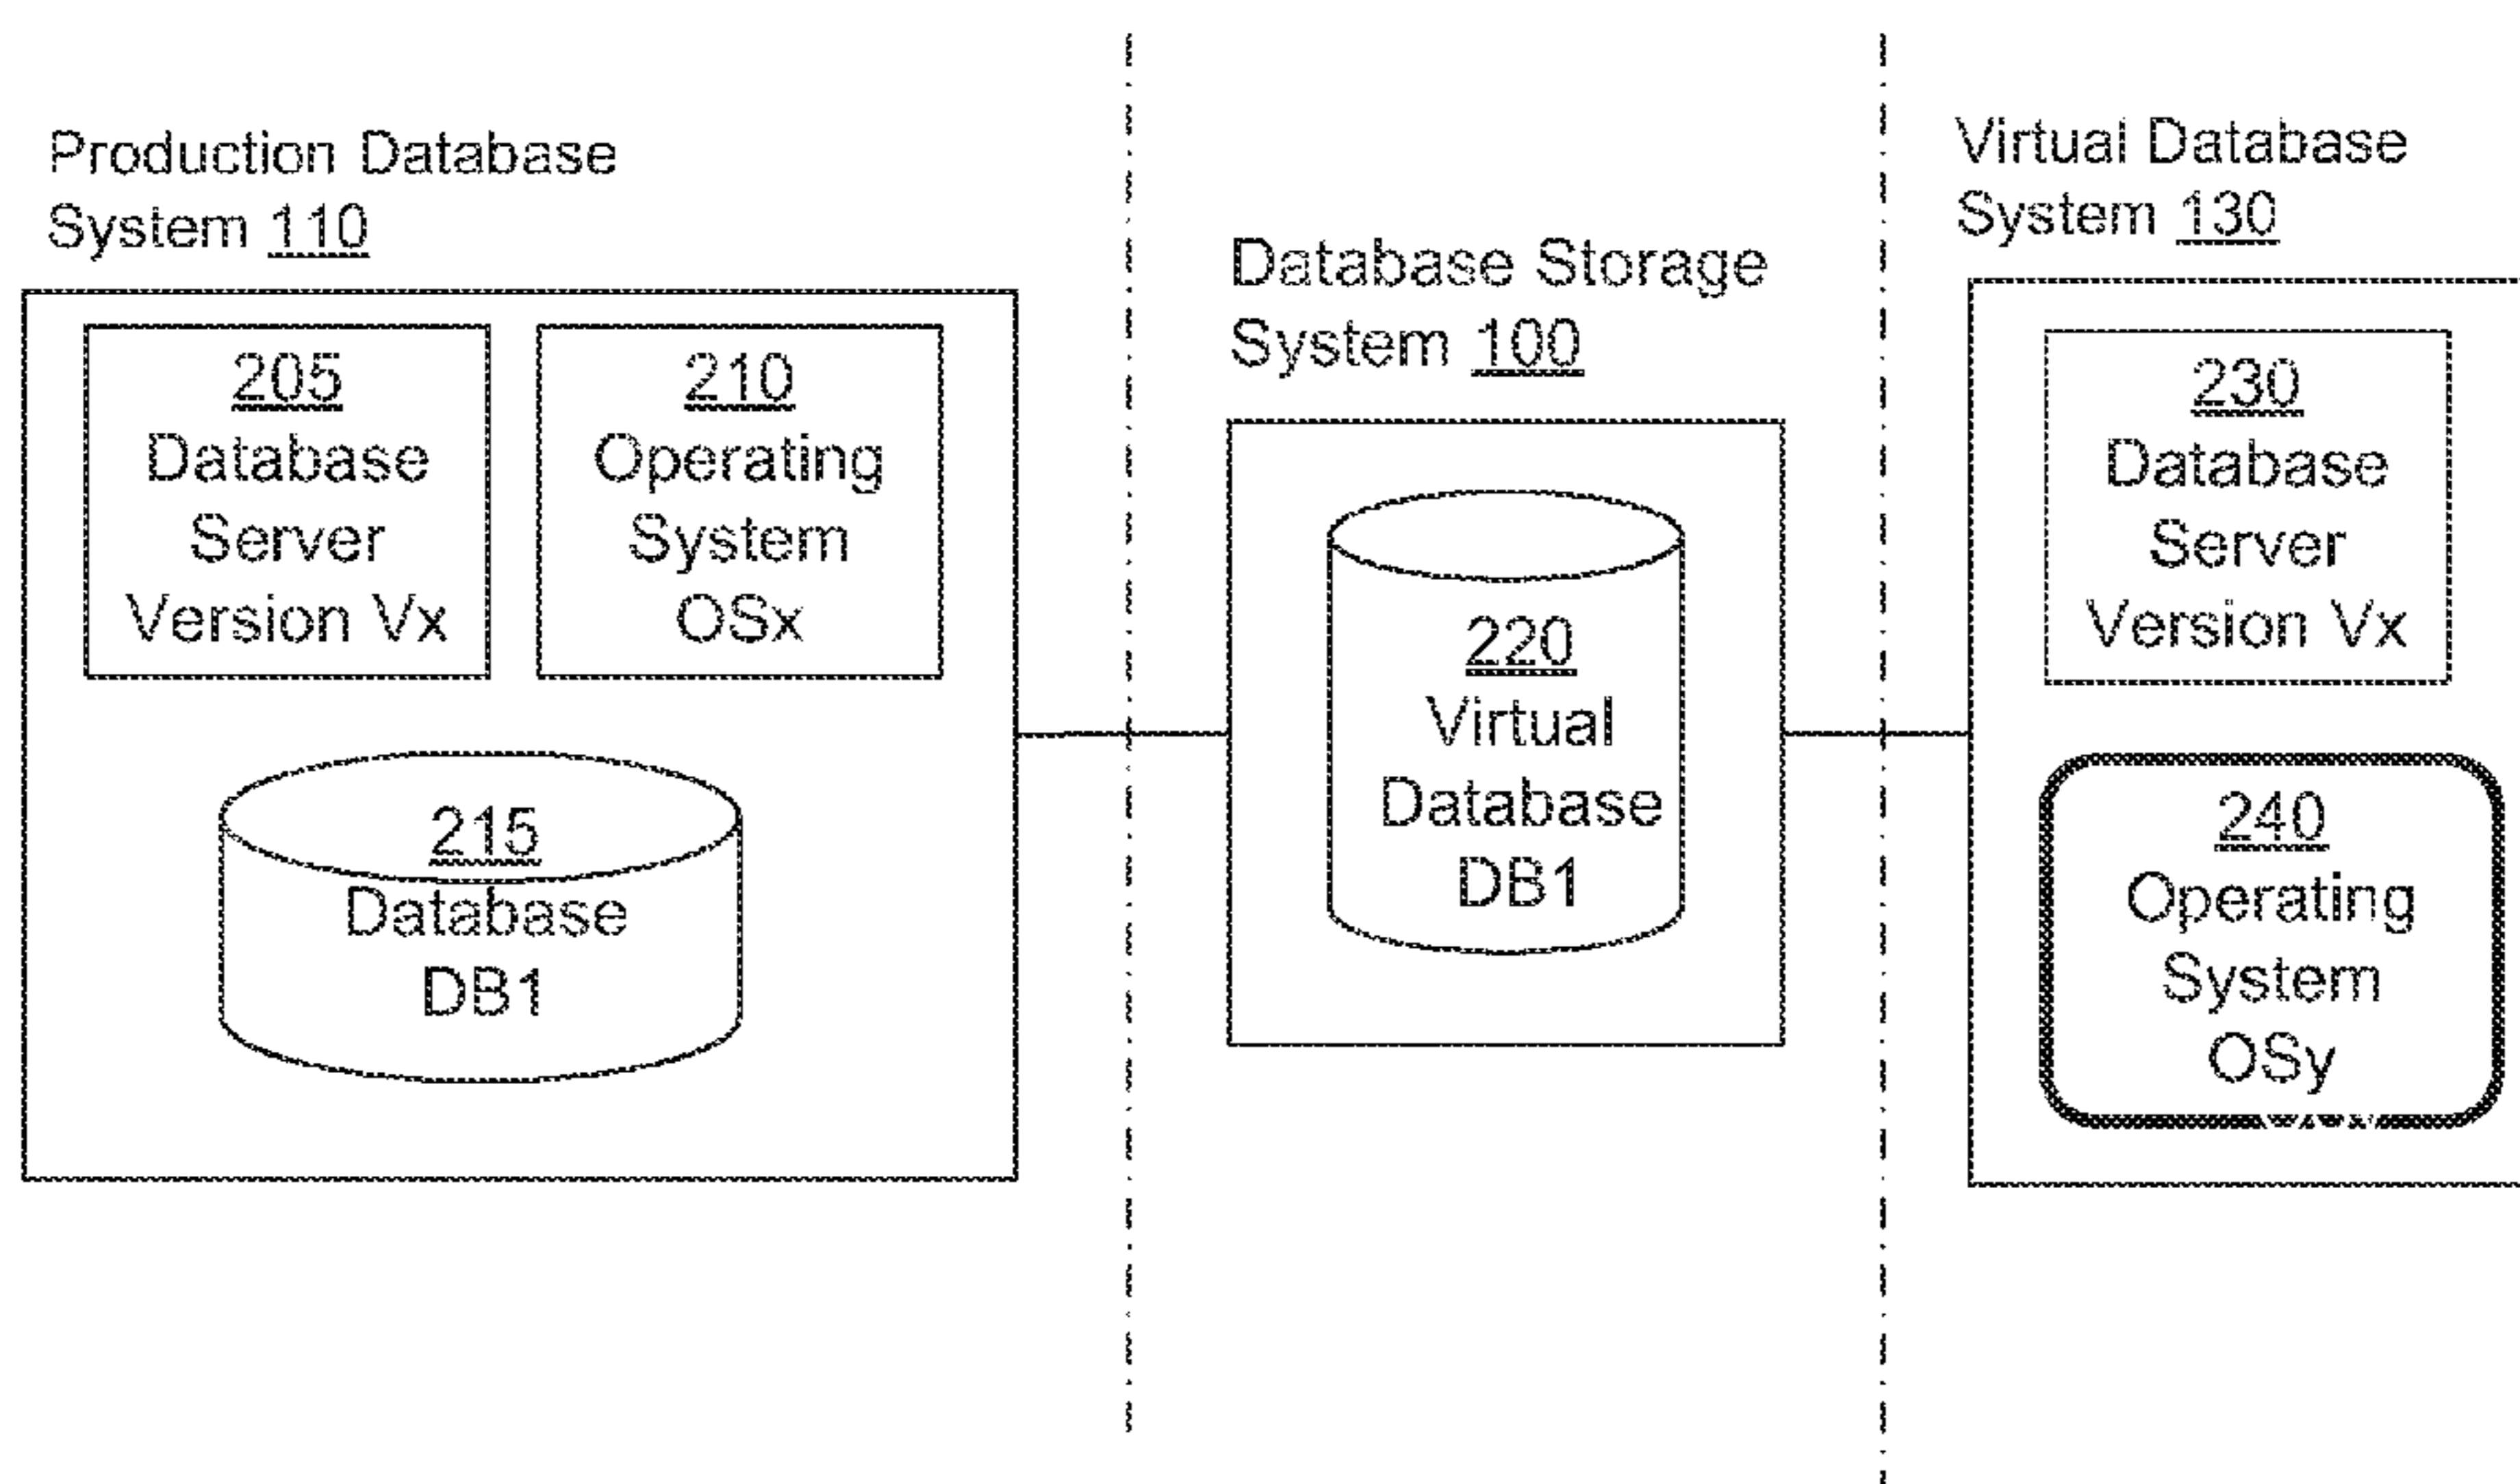 Production Database
System 110
205
Database
Server
Version Vx
210
Operating
System
OSx
215
Database
DB1
Database Storage
System 100
220
Virtual
Database
DB1
Virtual Database
System 130
230
Database
Server
Version Vx
240
Operating
System
OSy